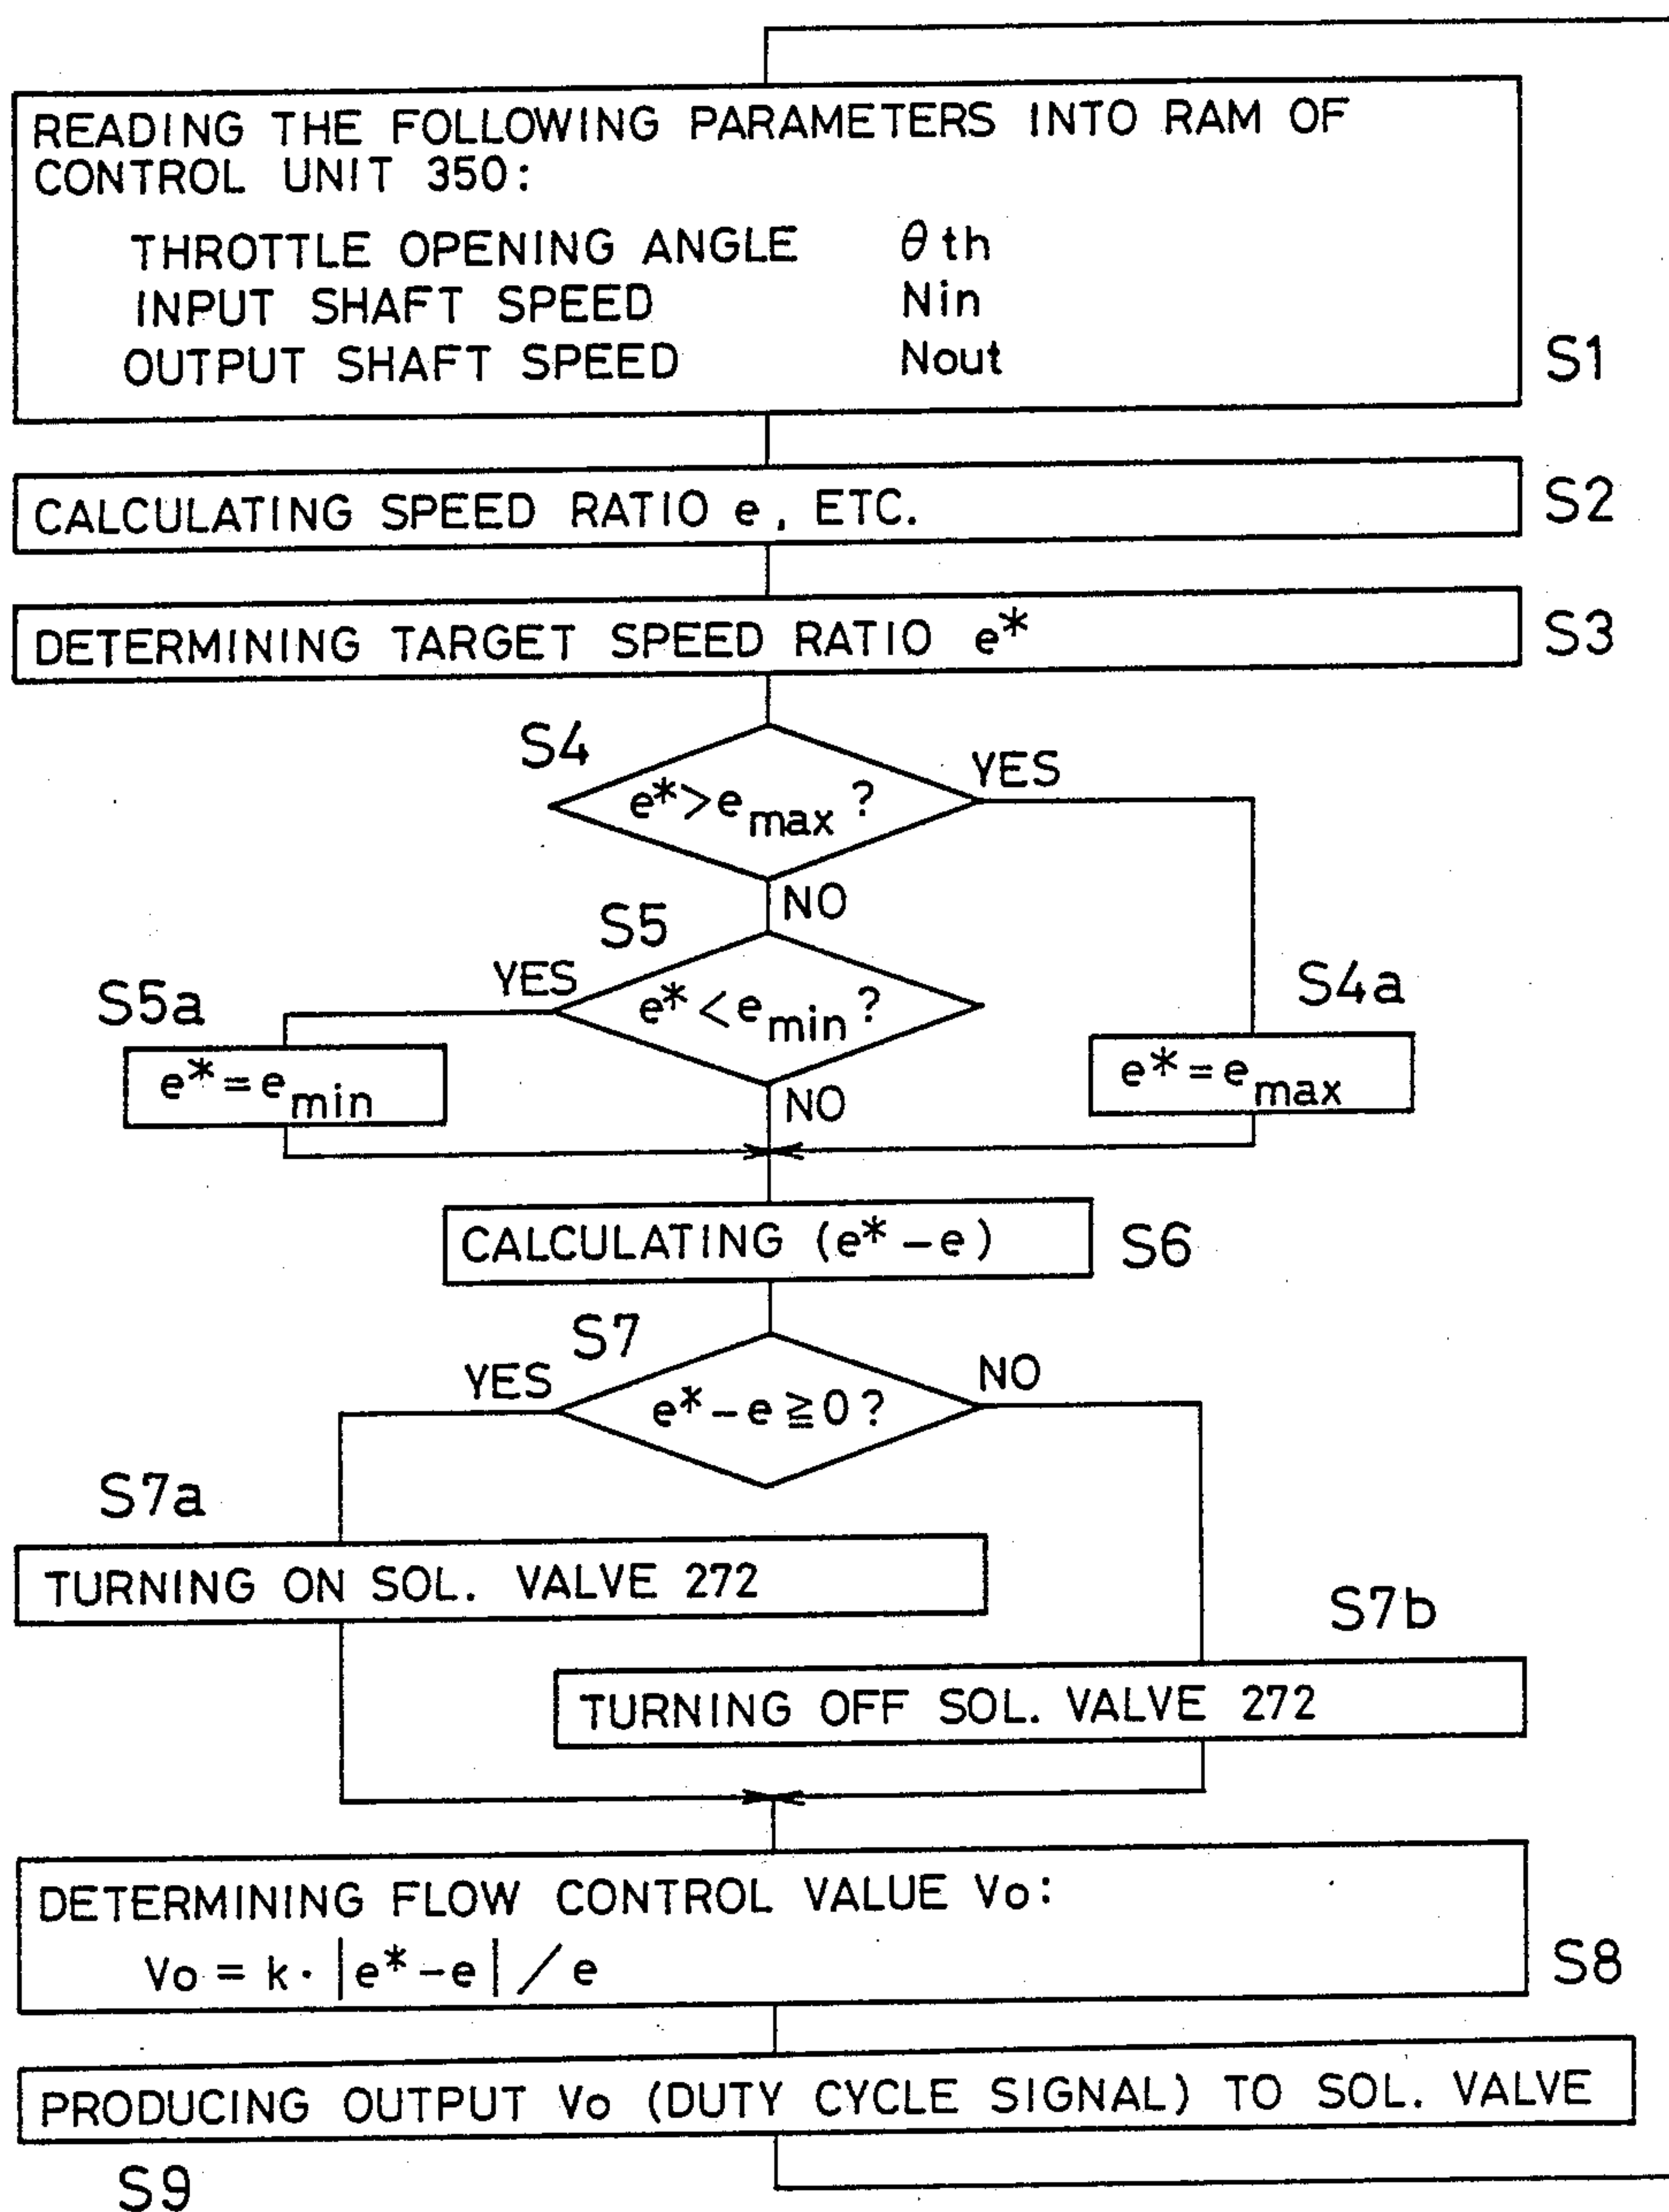 READING THE FOLLOWING PARAMETERS INTO RAM OF
CONTROL UNIT 350:
THROTTLE OPENING ANGLE θth
INPUT SHAFT SPEED Nin
OUTPUT SHAFT SPEED Nout
S1
CALCULATING SPEED RATIO e, ETC.
S2
DETERMINING TARGET SPEED RATIO e*
S3
S4
e*>emax?
YES
NO
S5
YES
e*<emin?
NO
S5a
e*=emin
S4a
e*=emax
CALCULATING (e*-e)
S6
S7
YES
e*-e≧0?
NO
S7a
TURNING ON SOL. VALVE 272
S7b
TURNING OFF SOL. VALVE 272
DETERMINING FLOW CONTROL VALUE Vo:
Vo = k·|e*-e|/e
S8
PRODUCING OUTPUT Vo (DUTY CYCLE SIGNAL) TO SOL. VALVE
S9